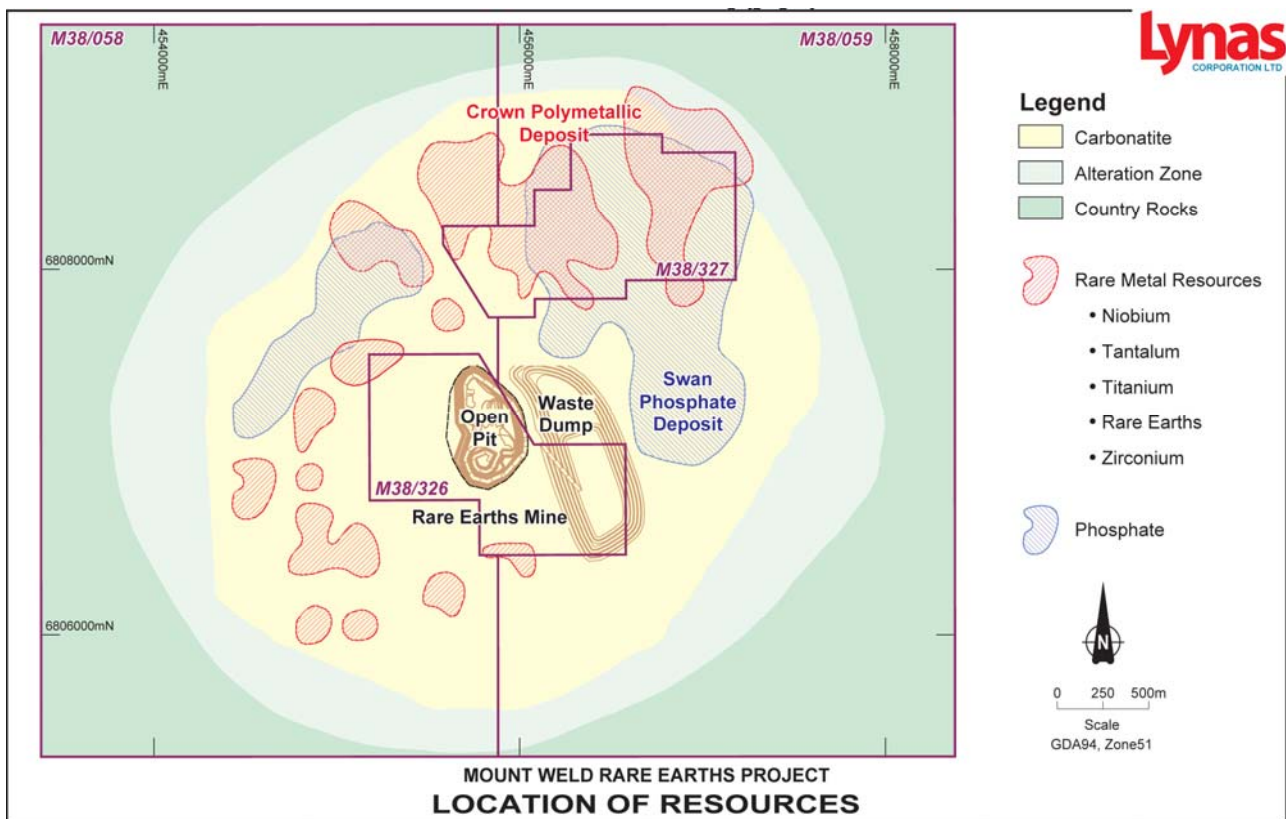 M38/058
454000mE
456000mE
M38/059
458000mE
Lynas
CORPORATION LTD
Crown Polymetallic
Deposit
6808000mN
M38/327
Swan
Phosphate
Deposit
Open
Pit
Waste
Dump
M38/326
Rare Earths Mine
6806000mN
Legend
Carbonatite
Alteration Zone
Country Rocks
Rare Metal Resources
• Niobium
• Tantalum
• Titanium
• Rare Earths
• Zirconium
Phosphate
N
0 250 500m
Scale
GDA94, Zone51
MOUNT WELD RARE EARTHS PROJECT
LOCATION OF RESOURCES